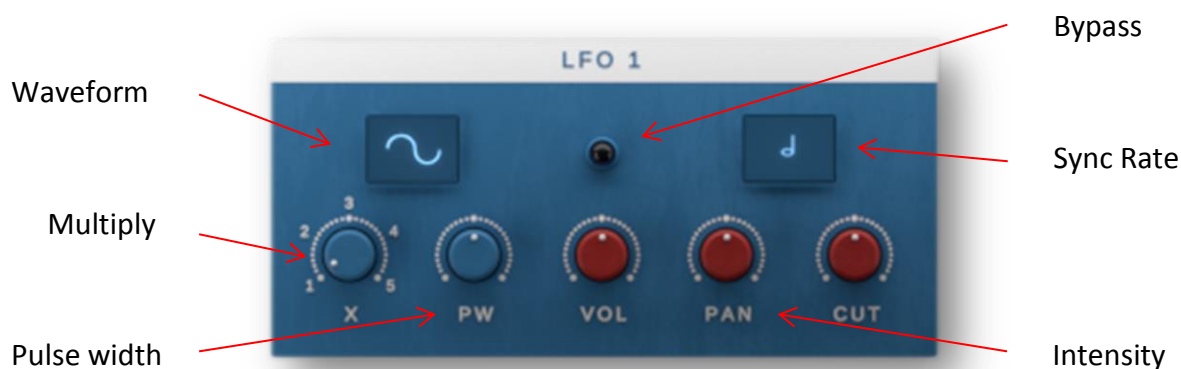 Bypass
LFO 1
Waveform
Sync Rate
3
2 4
Multiply
1 5
X PW VOL PAN CUT
Pulse width
Intensity